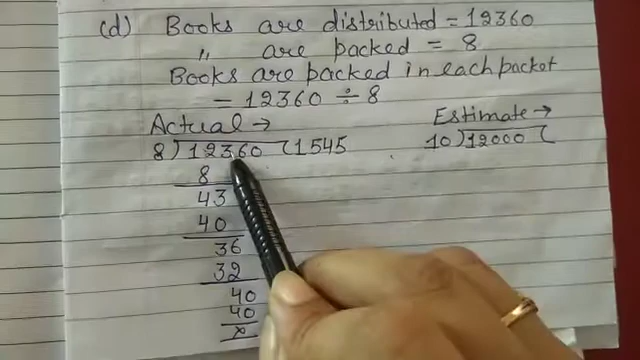 (d) Books are distributed = 12360
" are packed = 8
Books are packed in each packet
= 12360 ÷ 8
Actual →
Estimate →
8 ) 12360 ( 1545
10 ) 12000 (
8
43
40
36
32
40
40
x